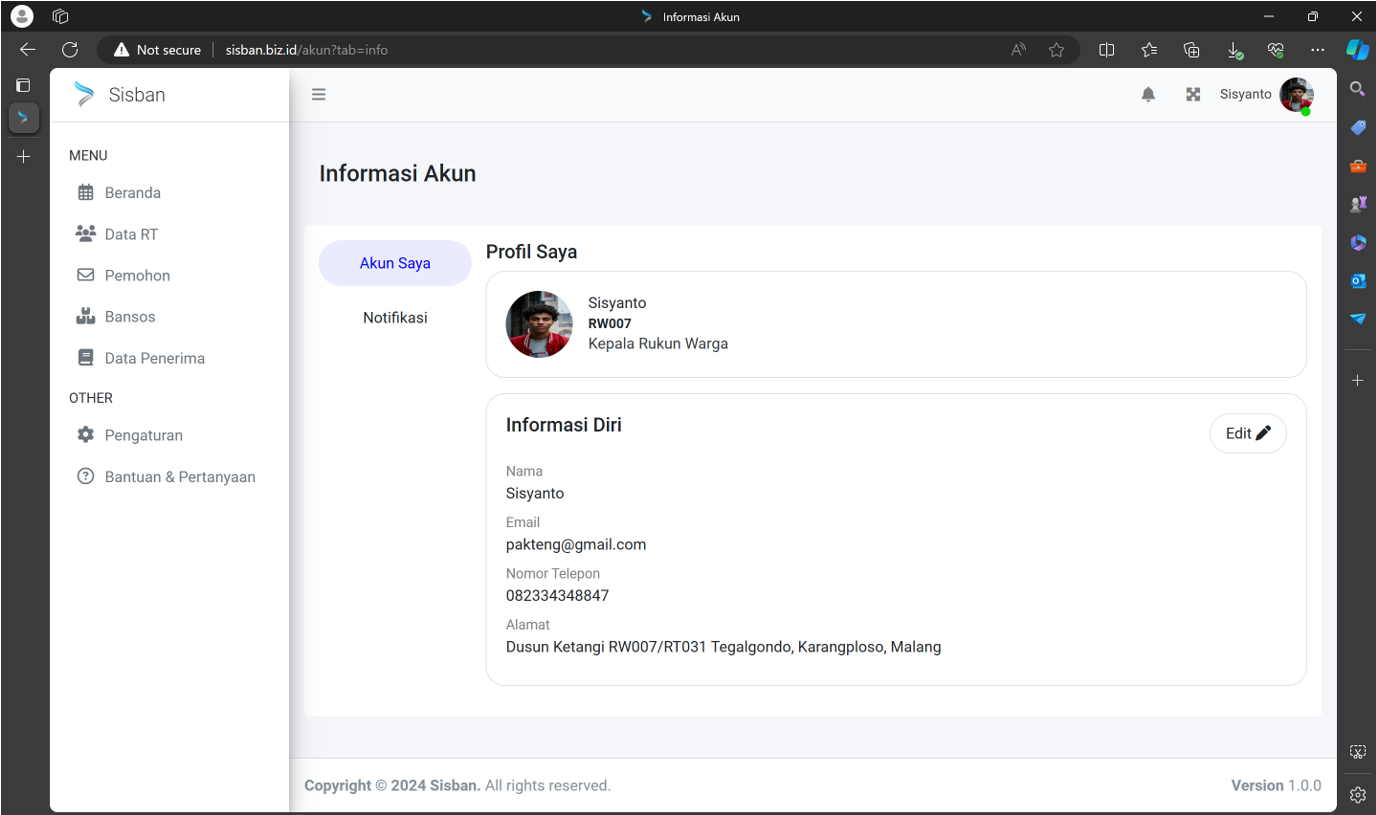 Informasi Akun
Not secure
sisban.biz.id/akun?tab=info
Sisban
Sisyanto
MENU
Beranda
Data RT
Pemohon
Bansos
Data Penerima
OTHER
Pengaturan
Bantuan & Pertanyaan
Informasi Akun
Akun Saya
Notifikasi
Profil Saya
Sisyanto
RW007
Kepala Rukun Warga
Informasi Diri
Edit
Nama
Sisyanto
Email
pakteng@gmail.com
Nomor Telepon
082334348847
Alamat
Dusun Ketangi RW007/RT031 Tegalgondo, Karangploso, Malang
Copyright © 2024 Sisban. All rights reserved.
Version 1.0.0